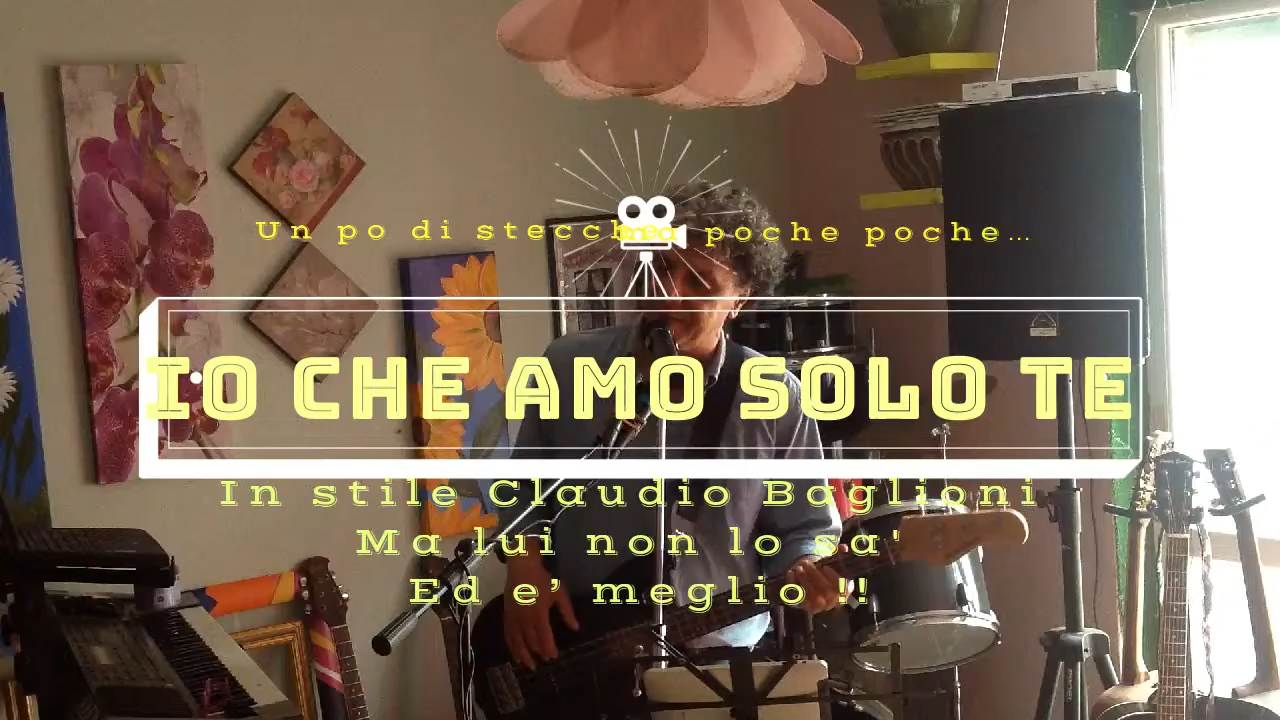 Un po di stecche ma poche poche...
IO CHE AMO SOLO TE
In stile Claudio Baglioni
Ma lui non lo sa'
Ed e' meglio !!